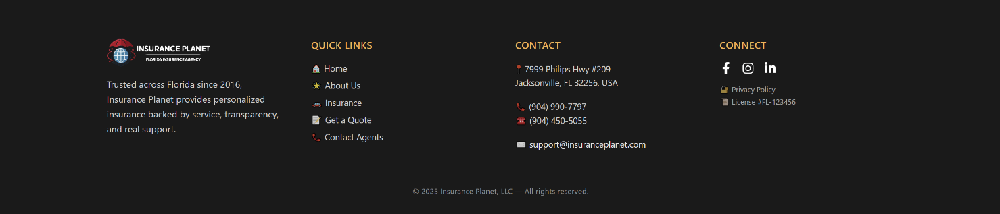 INSURANCE PLANET
FLORIDA INSURANCE AGENCY
Trusted across Florida since 2016,
Insurance Planet provides personalized
insurance backed by service, transparency,
and real support.
QUICK LINKS
Home
About Us
Insurance
Get a Quote
Contact Agents
CONTACT
7999 Philips Hwy #209
Jacksonville, FL 32256, USA
(904) 990-7797
(904) 450-5055
support@insuranceplanet.com
CONNECT
Privacy Policy
License #FL-123456
© 2025 Insurance Planet, LLC — All rights reserved.